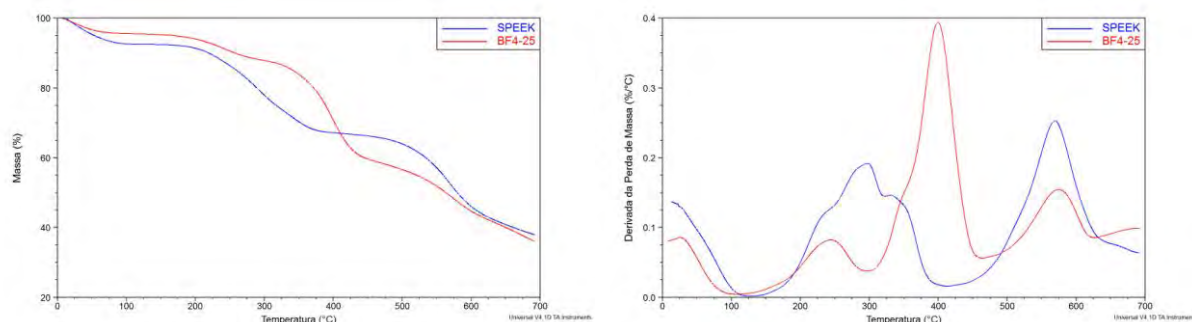 SPEEK
BF4-25
Massa (%)
100
80
60
40
20
0
100
200
300
400
500
600
700
Temperatura (°C)
Universal V4.1D TA Instruments
SPEEK
BF4-25
Derivada da Perda de Massa (%/°C)
0.4
0.3
0.2
0.1
0.0
0
100
200
300
400
500
600
700
Temperatura (°C)
Universal V4.1D TA Instruments